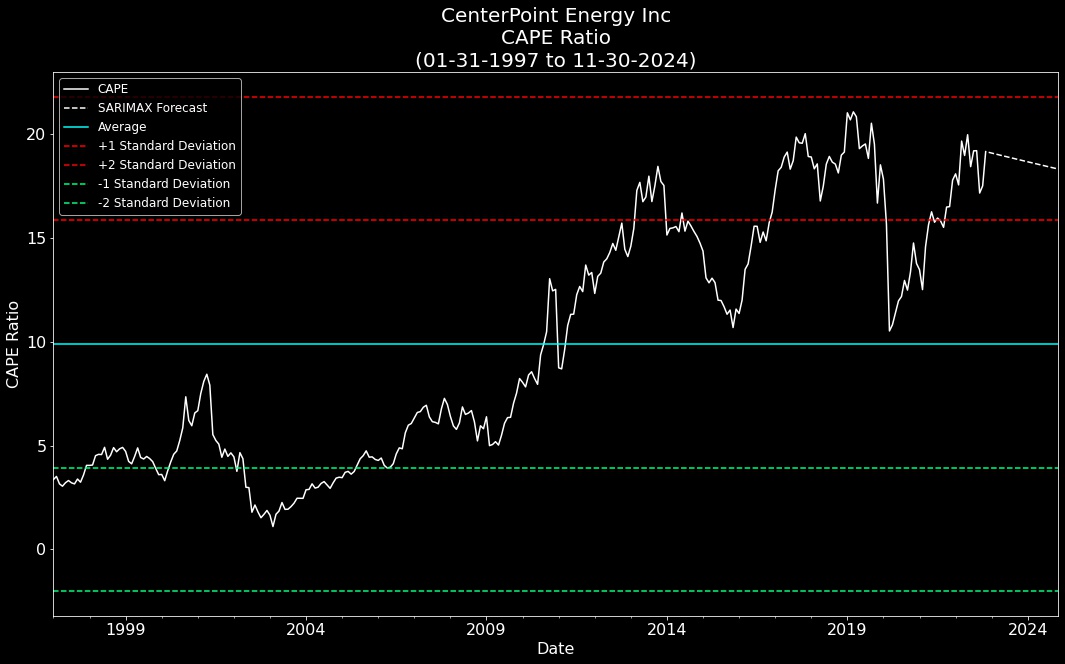 CenterPoint Energy Inc
CAPE Ratio
(01-31-1997 to 11-30-2024)
CAPE
SARIMAX Forecast
Average
+1 Standard Deviation
+2 Standard Deviation
-1 Standard Deviation
-2 Standard Deviation
CAPE Ratio
20
15
10
5
0
1999 2004 2009 2014 2019 2024
Date